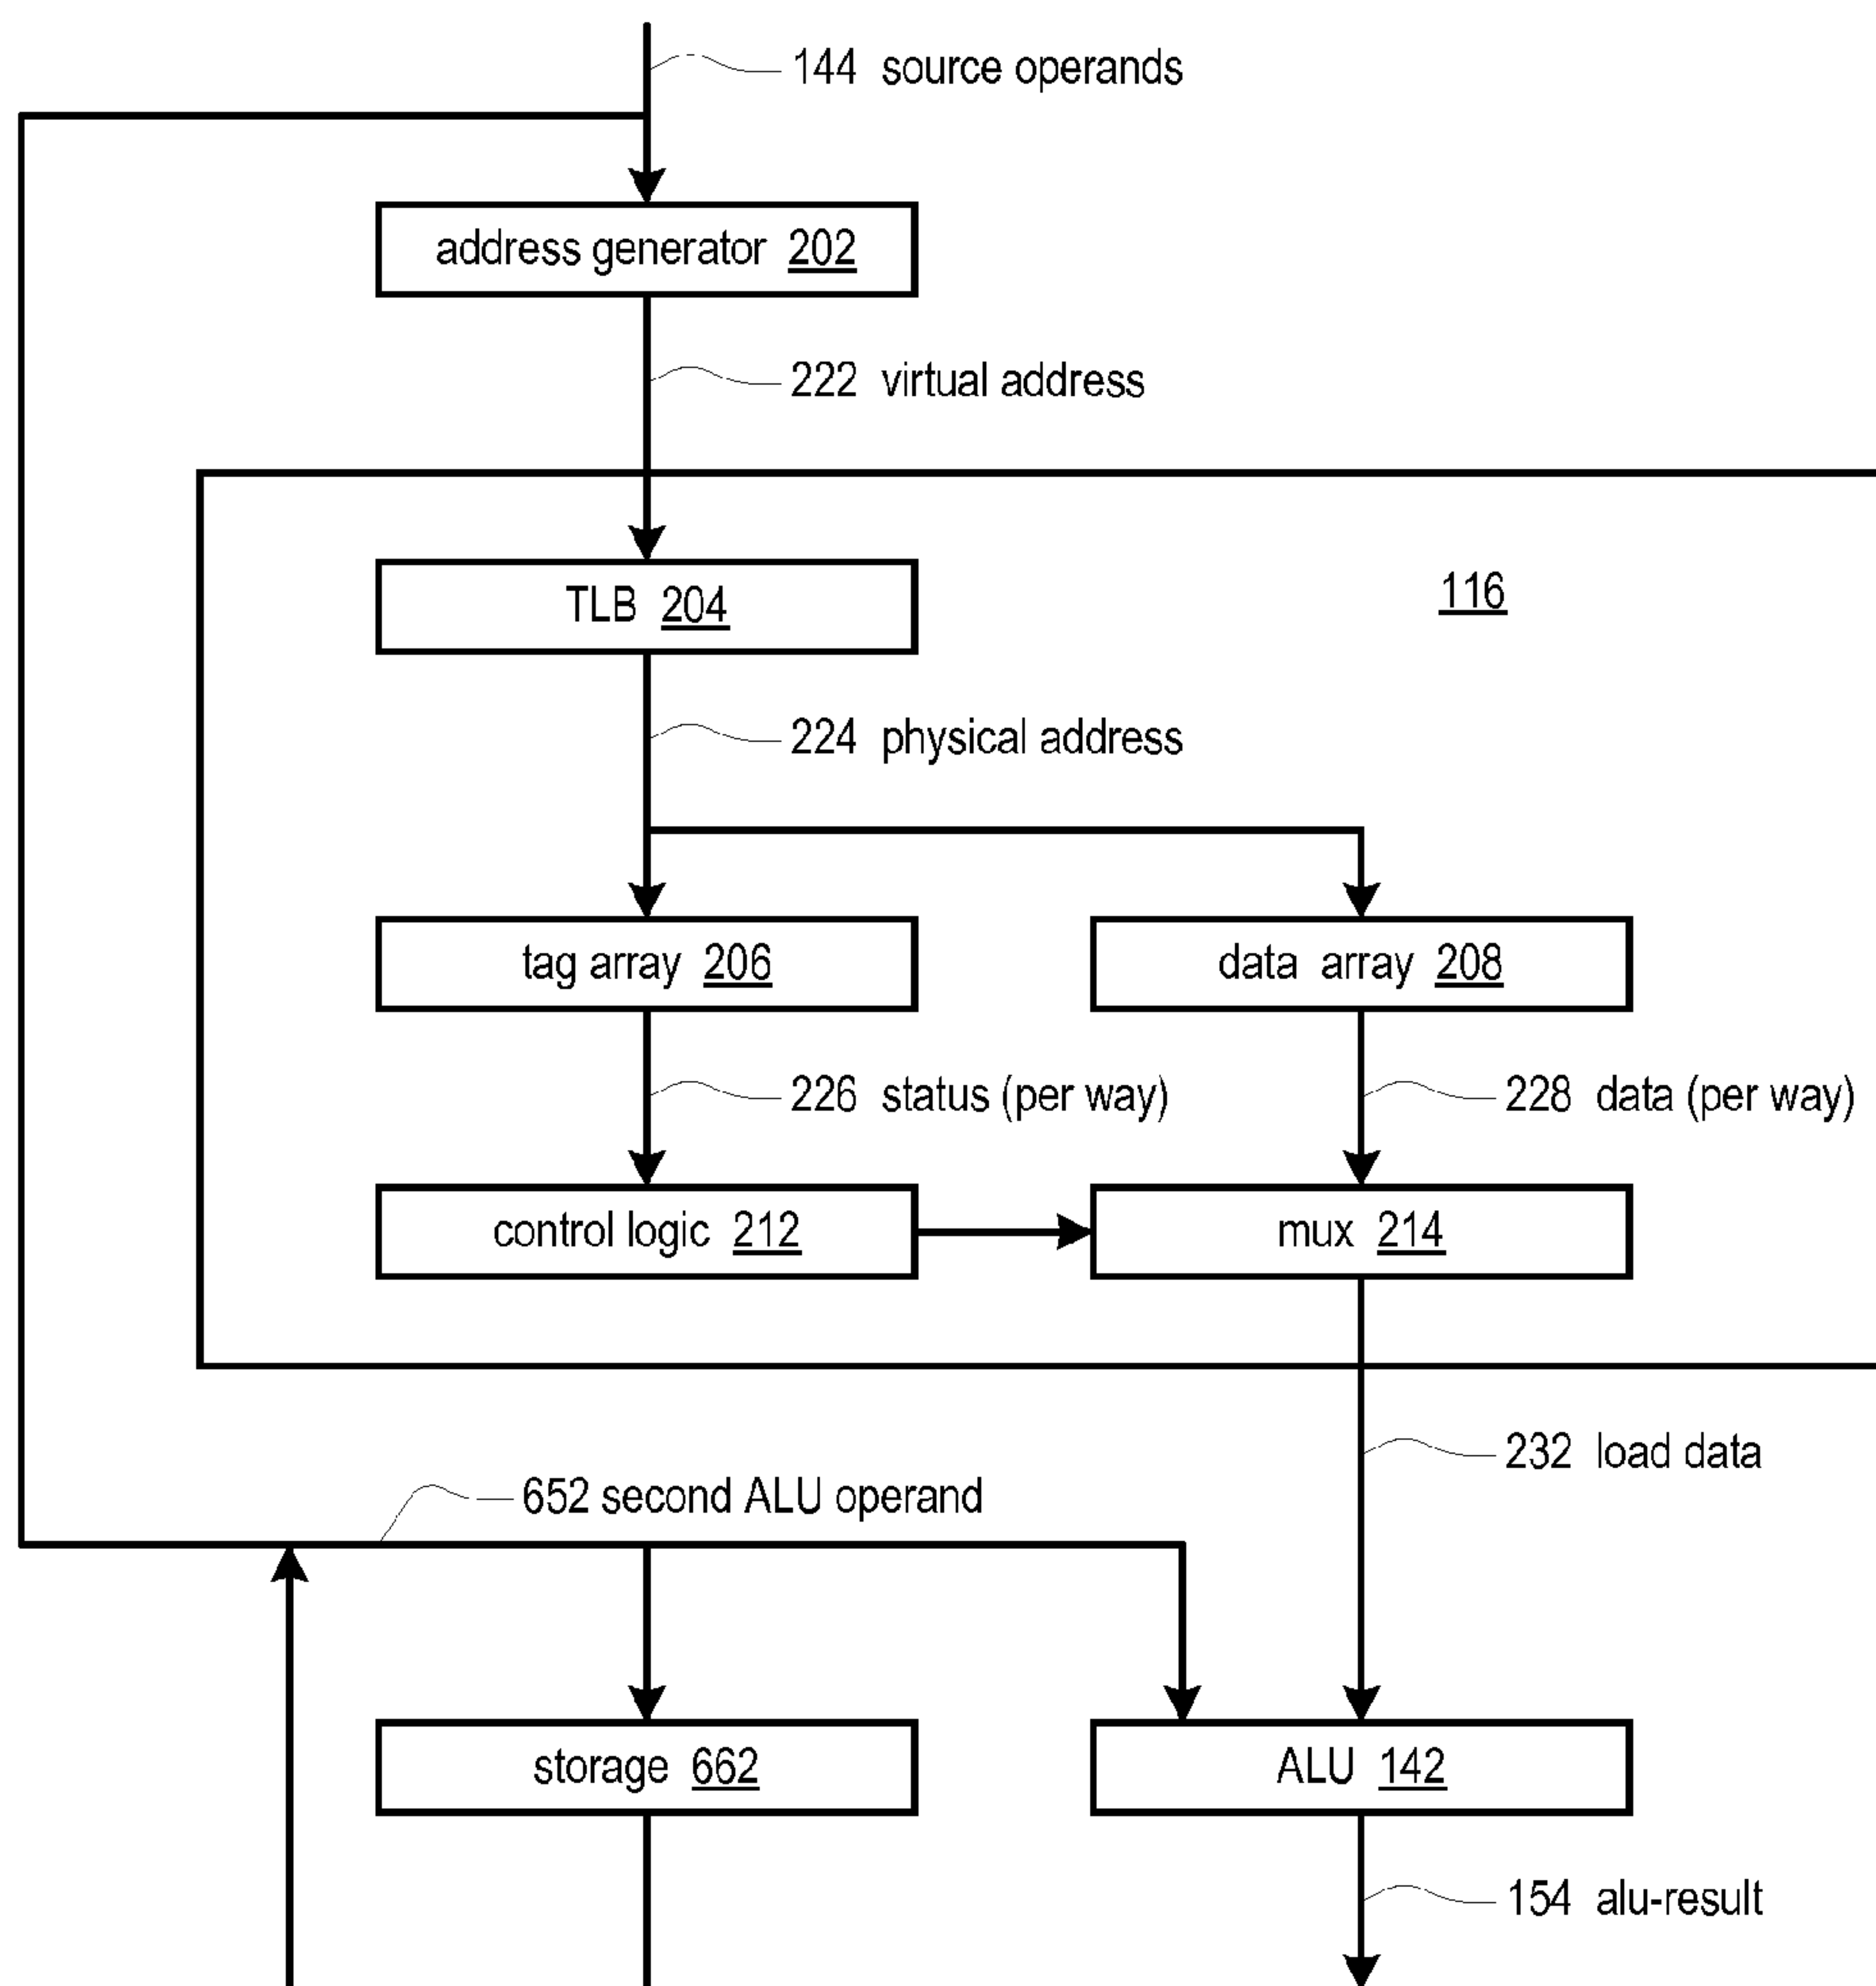 144 source operands
address generator 202
222 virtual address
TLB 204
116
224 physical address
tag array 206
data array 208
226 status (per way)
228 data (per way)
control logic 212
mux 214
232 load data
652 second ALU operand
storage 662
ALU 142
154 alu-result